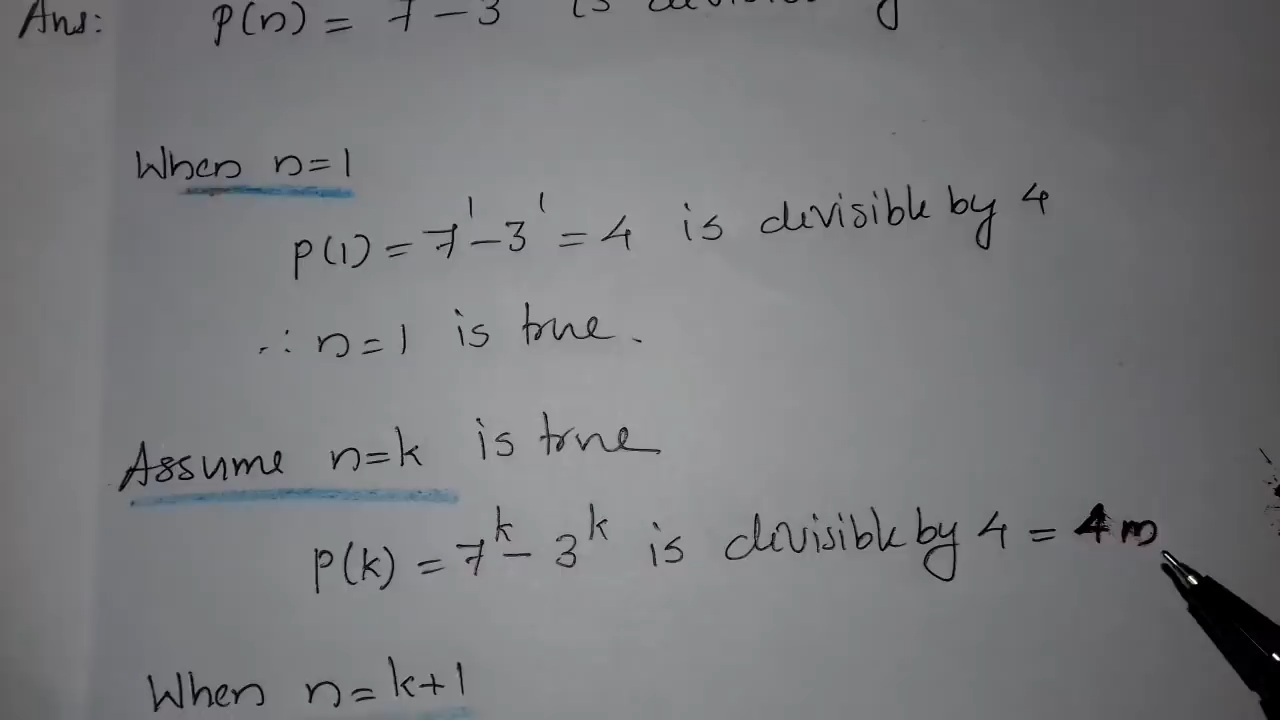 Ans: P(n) = 7 - 3 is
When n=1
P(1) = 7¹ - 3¹ = 4 is divisible by 4
∴ n=1 is true.
Assume n=k is true
P(k) = 7ᵏ - 3ᵏ is divisible by 4 = 4m
When n = k+1